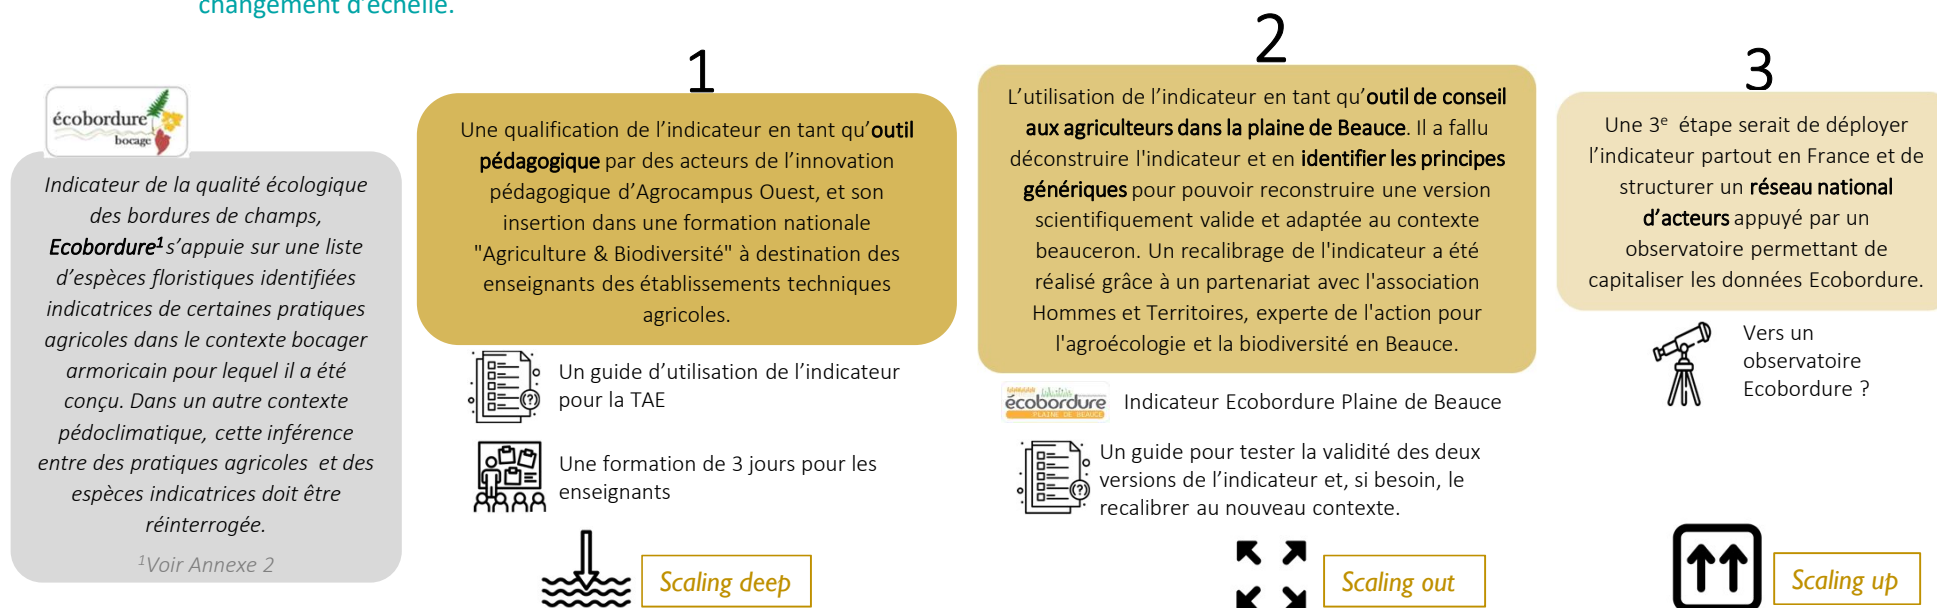 changement d'échelle.
écobordure
bocage
Indicateur de la qualité écologique
des bordures de champs,
Ecobordure¹ s'appuie sur une liste
d'espèces floristiques identifiées
indicatrices de certaines pratiques
agricoles dans le contexte bocager
armoricain pour lequel il a été
conçu. Dans un autre contexte
pédoclimatique, cette inférence
entre des pratiques agricoles et des
espèces indicatrices doit être
réinterrogée.
¹Voir Annexe 2
1
Une qualification de l'indicateur en tant qu'outil
pédagogique par des acteurs de l'innovation
pédagogique d'Agrocampus Ouest, et son
insertion dans une formation nationale
"Agriculture & Biodiversité" à destination des
enseignants des établissements techniques
agricoles.
Un guide d'utilisation de l'indicateur
pour la TAE
Une formation de 3 jours pour les
enseignants
Scaling deep
2
L'utilisation de l'indicateur en tant qu'outil de conseil
aux agriculteurs dans la plaine de Beauce. Il a fallu
déconstruire l'indicateur et en identifier les principes
génériques pour pouvoir reconstruire une version
scientifiquement valide et adaptée au contexte
beauceron. Un recalibrage de l'indicateur a été
réalisé grâce à un partenariat avec l'association
Hommes et Territoires, experte de l'action pour
l'agroécologie et la biodiversité en Beauce.
écobordure
PLAINE DE BEAUCE
Indicateur Ecobordure Plaine de Beauce
Un guide pour tester la validité des deux
versions de l'indicateur et, si besoin, le
recalibrer au nouveau contexte.
Scaling out
3
Une 3e étape serait de déployer
l'indicateur partout en France et de
structurer un réseau national
d'acteurs appuyé par un
observatoire permettant de
capitaliser les données Ecobordure.
Vers un
observatoire
Ecobordure ?
Scaling up